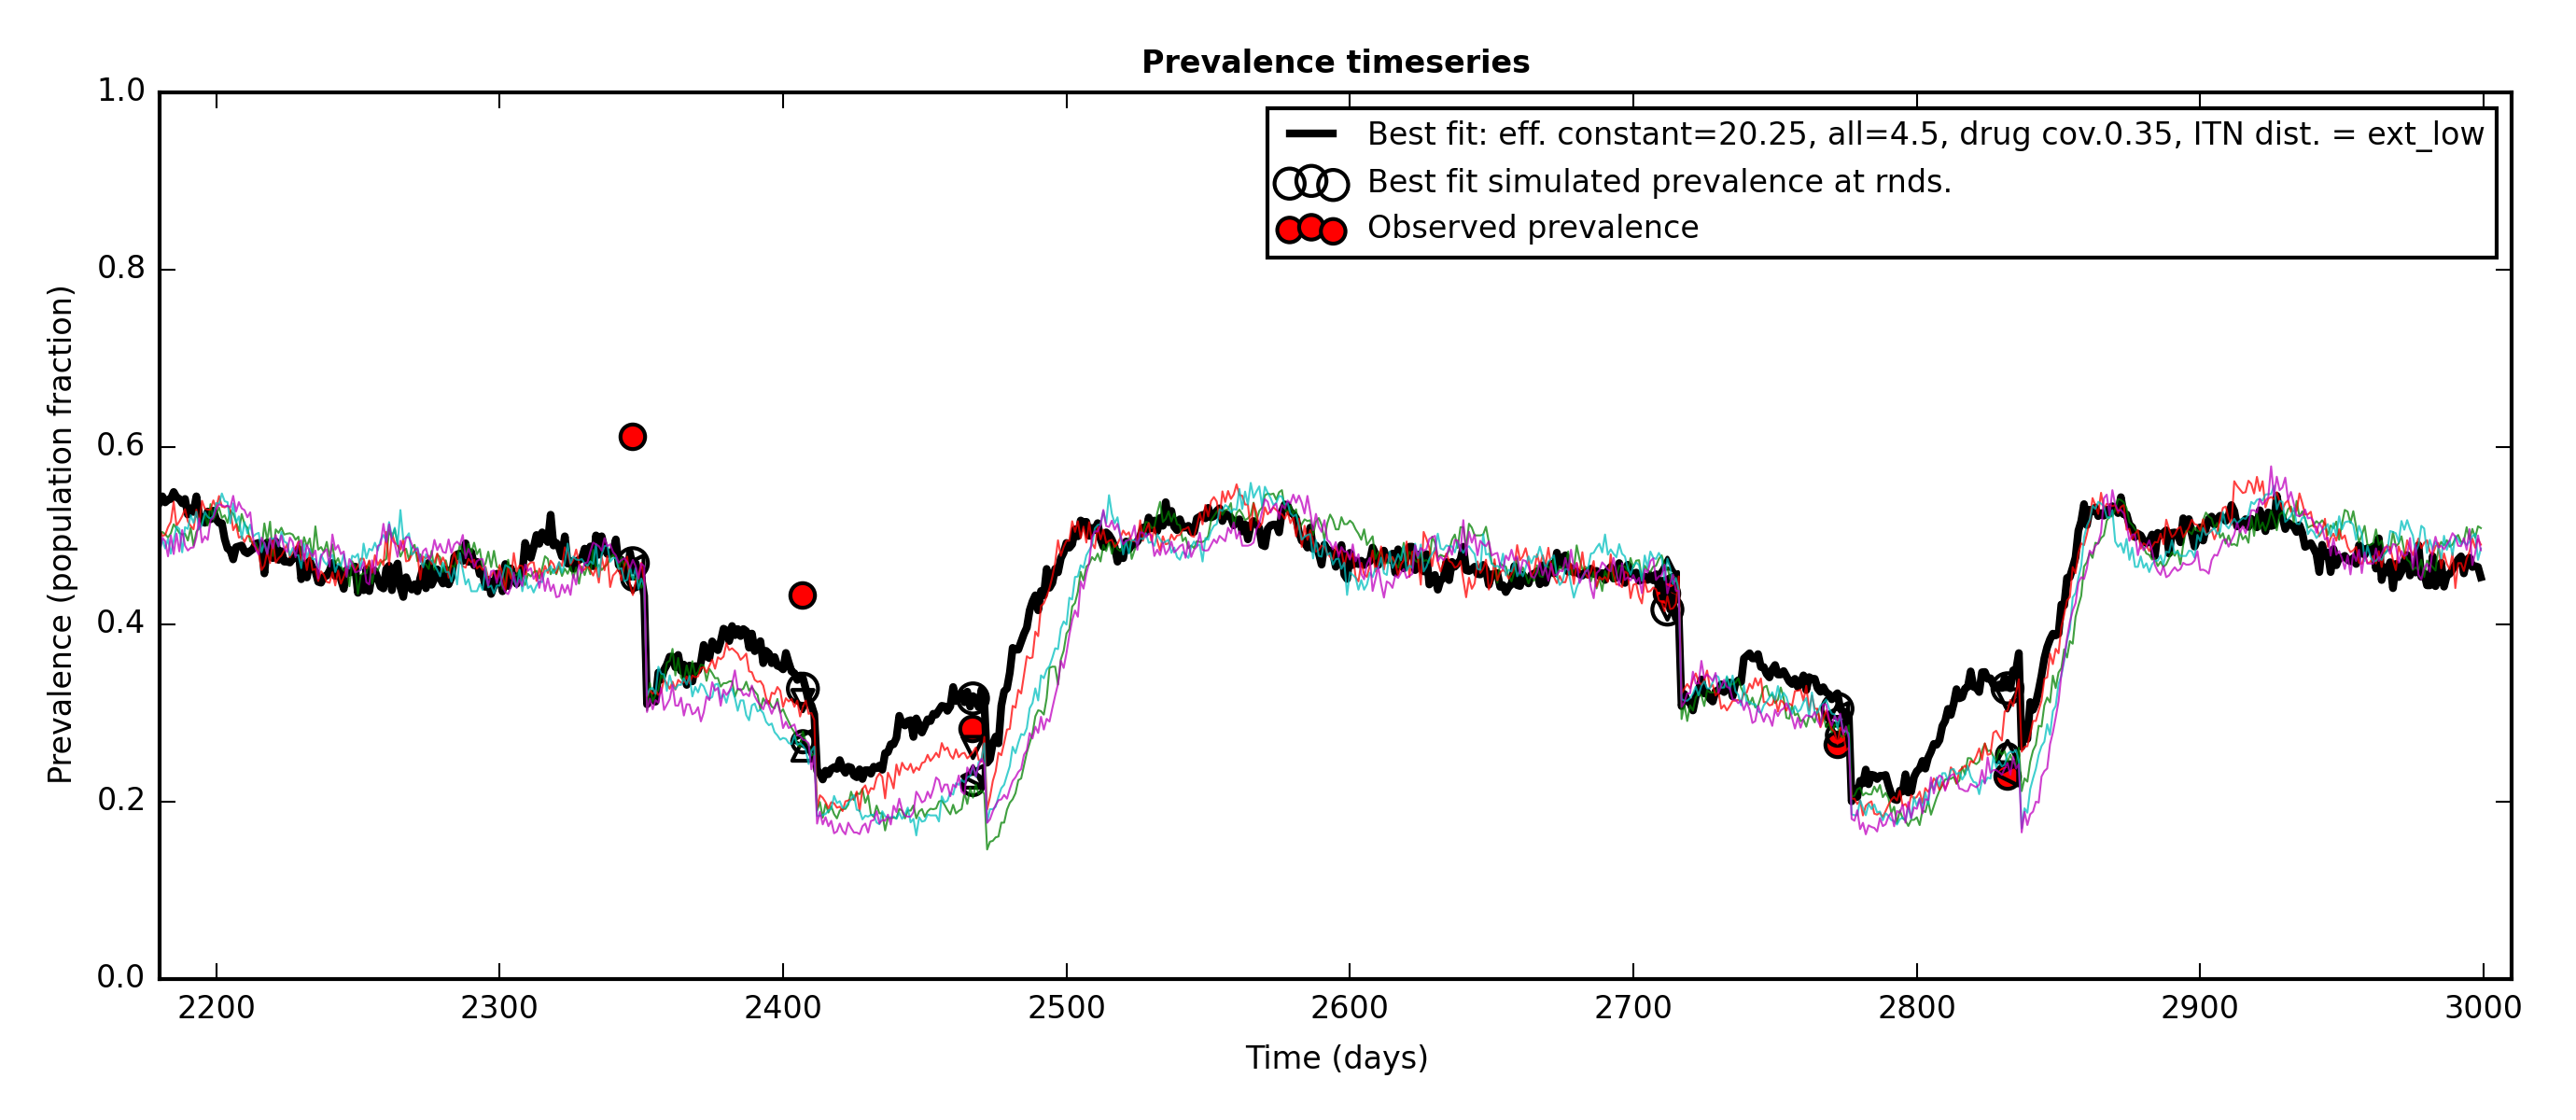 Prevalence timeseries
Best fit: eff. constant=20.25, all=4.5, drug cov.0.35, ITN dist. = ext_low
Best fit simulated prevalence at rnds.
Observed prevalence
Prevalence (population fraction)
1.0
0.8
0.6
0.4
0.2
0.0
2200 2300 2400 2500 2600 2700 2800 2900 3000
Time (days)